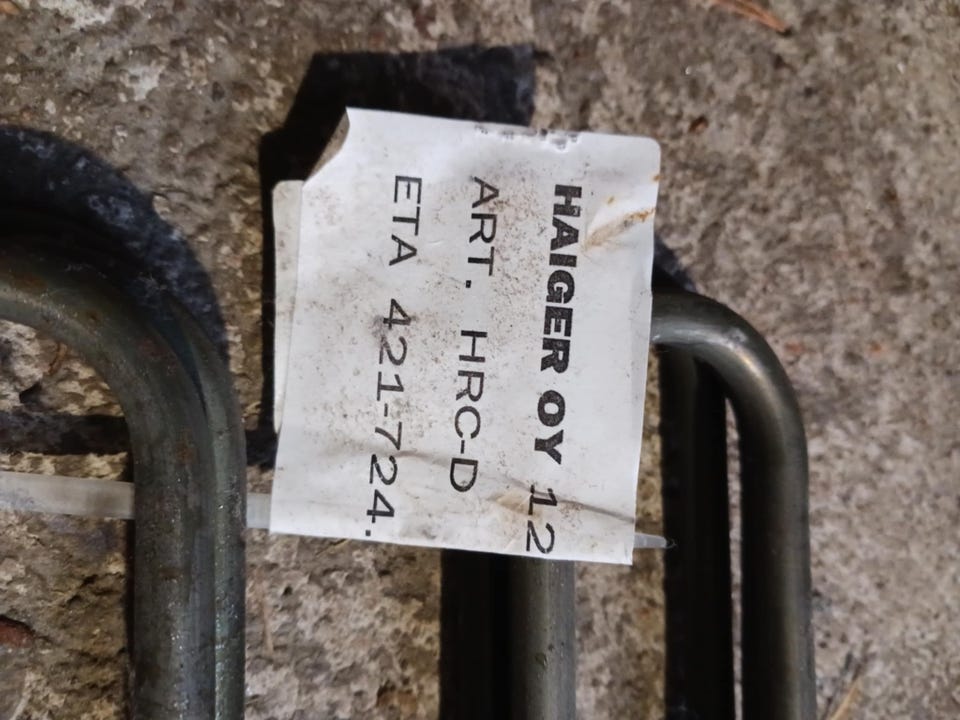 HAIGER OY 12
ART. HRC-D
ETA 421-724.